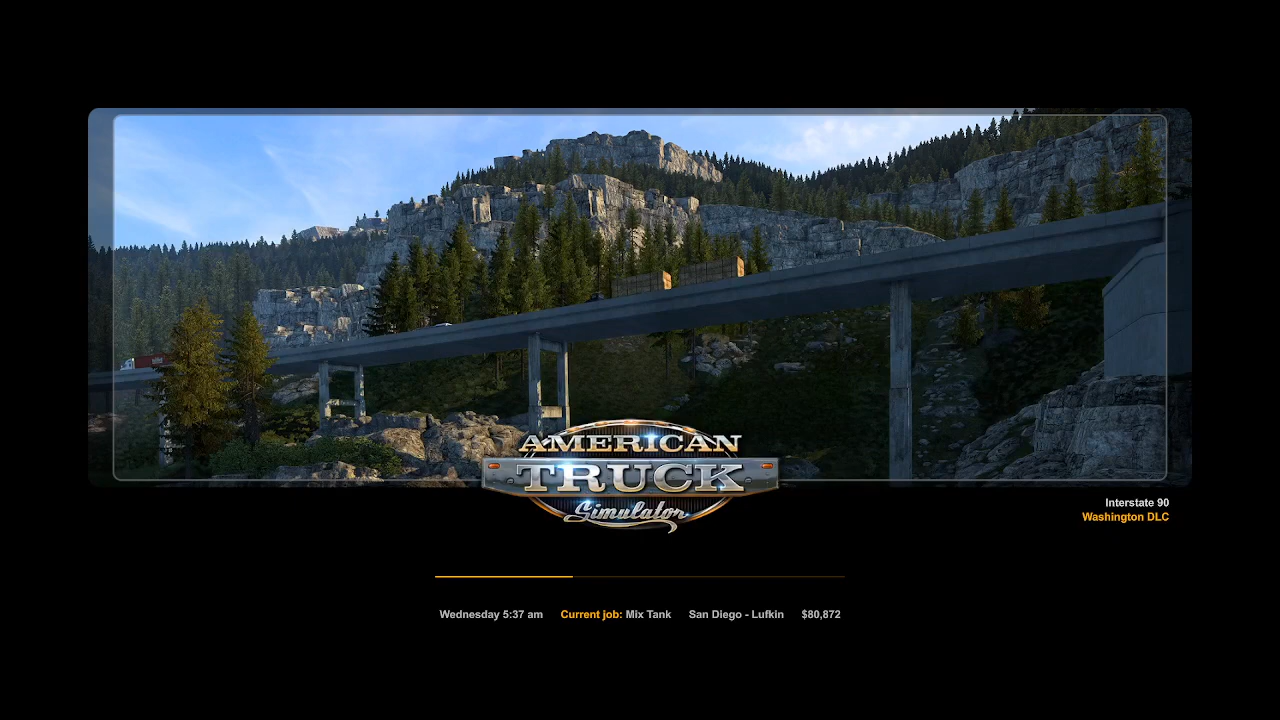 AMERICAN
TRUCK
Simulator
Interstate 90
Washington DLC
Wednesday 5:37 am Current job: Mix Tank San Diego - Lufkin $80,872